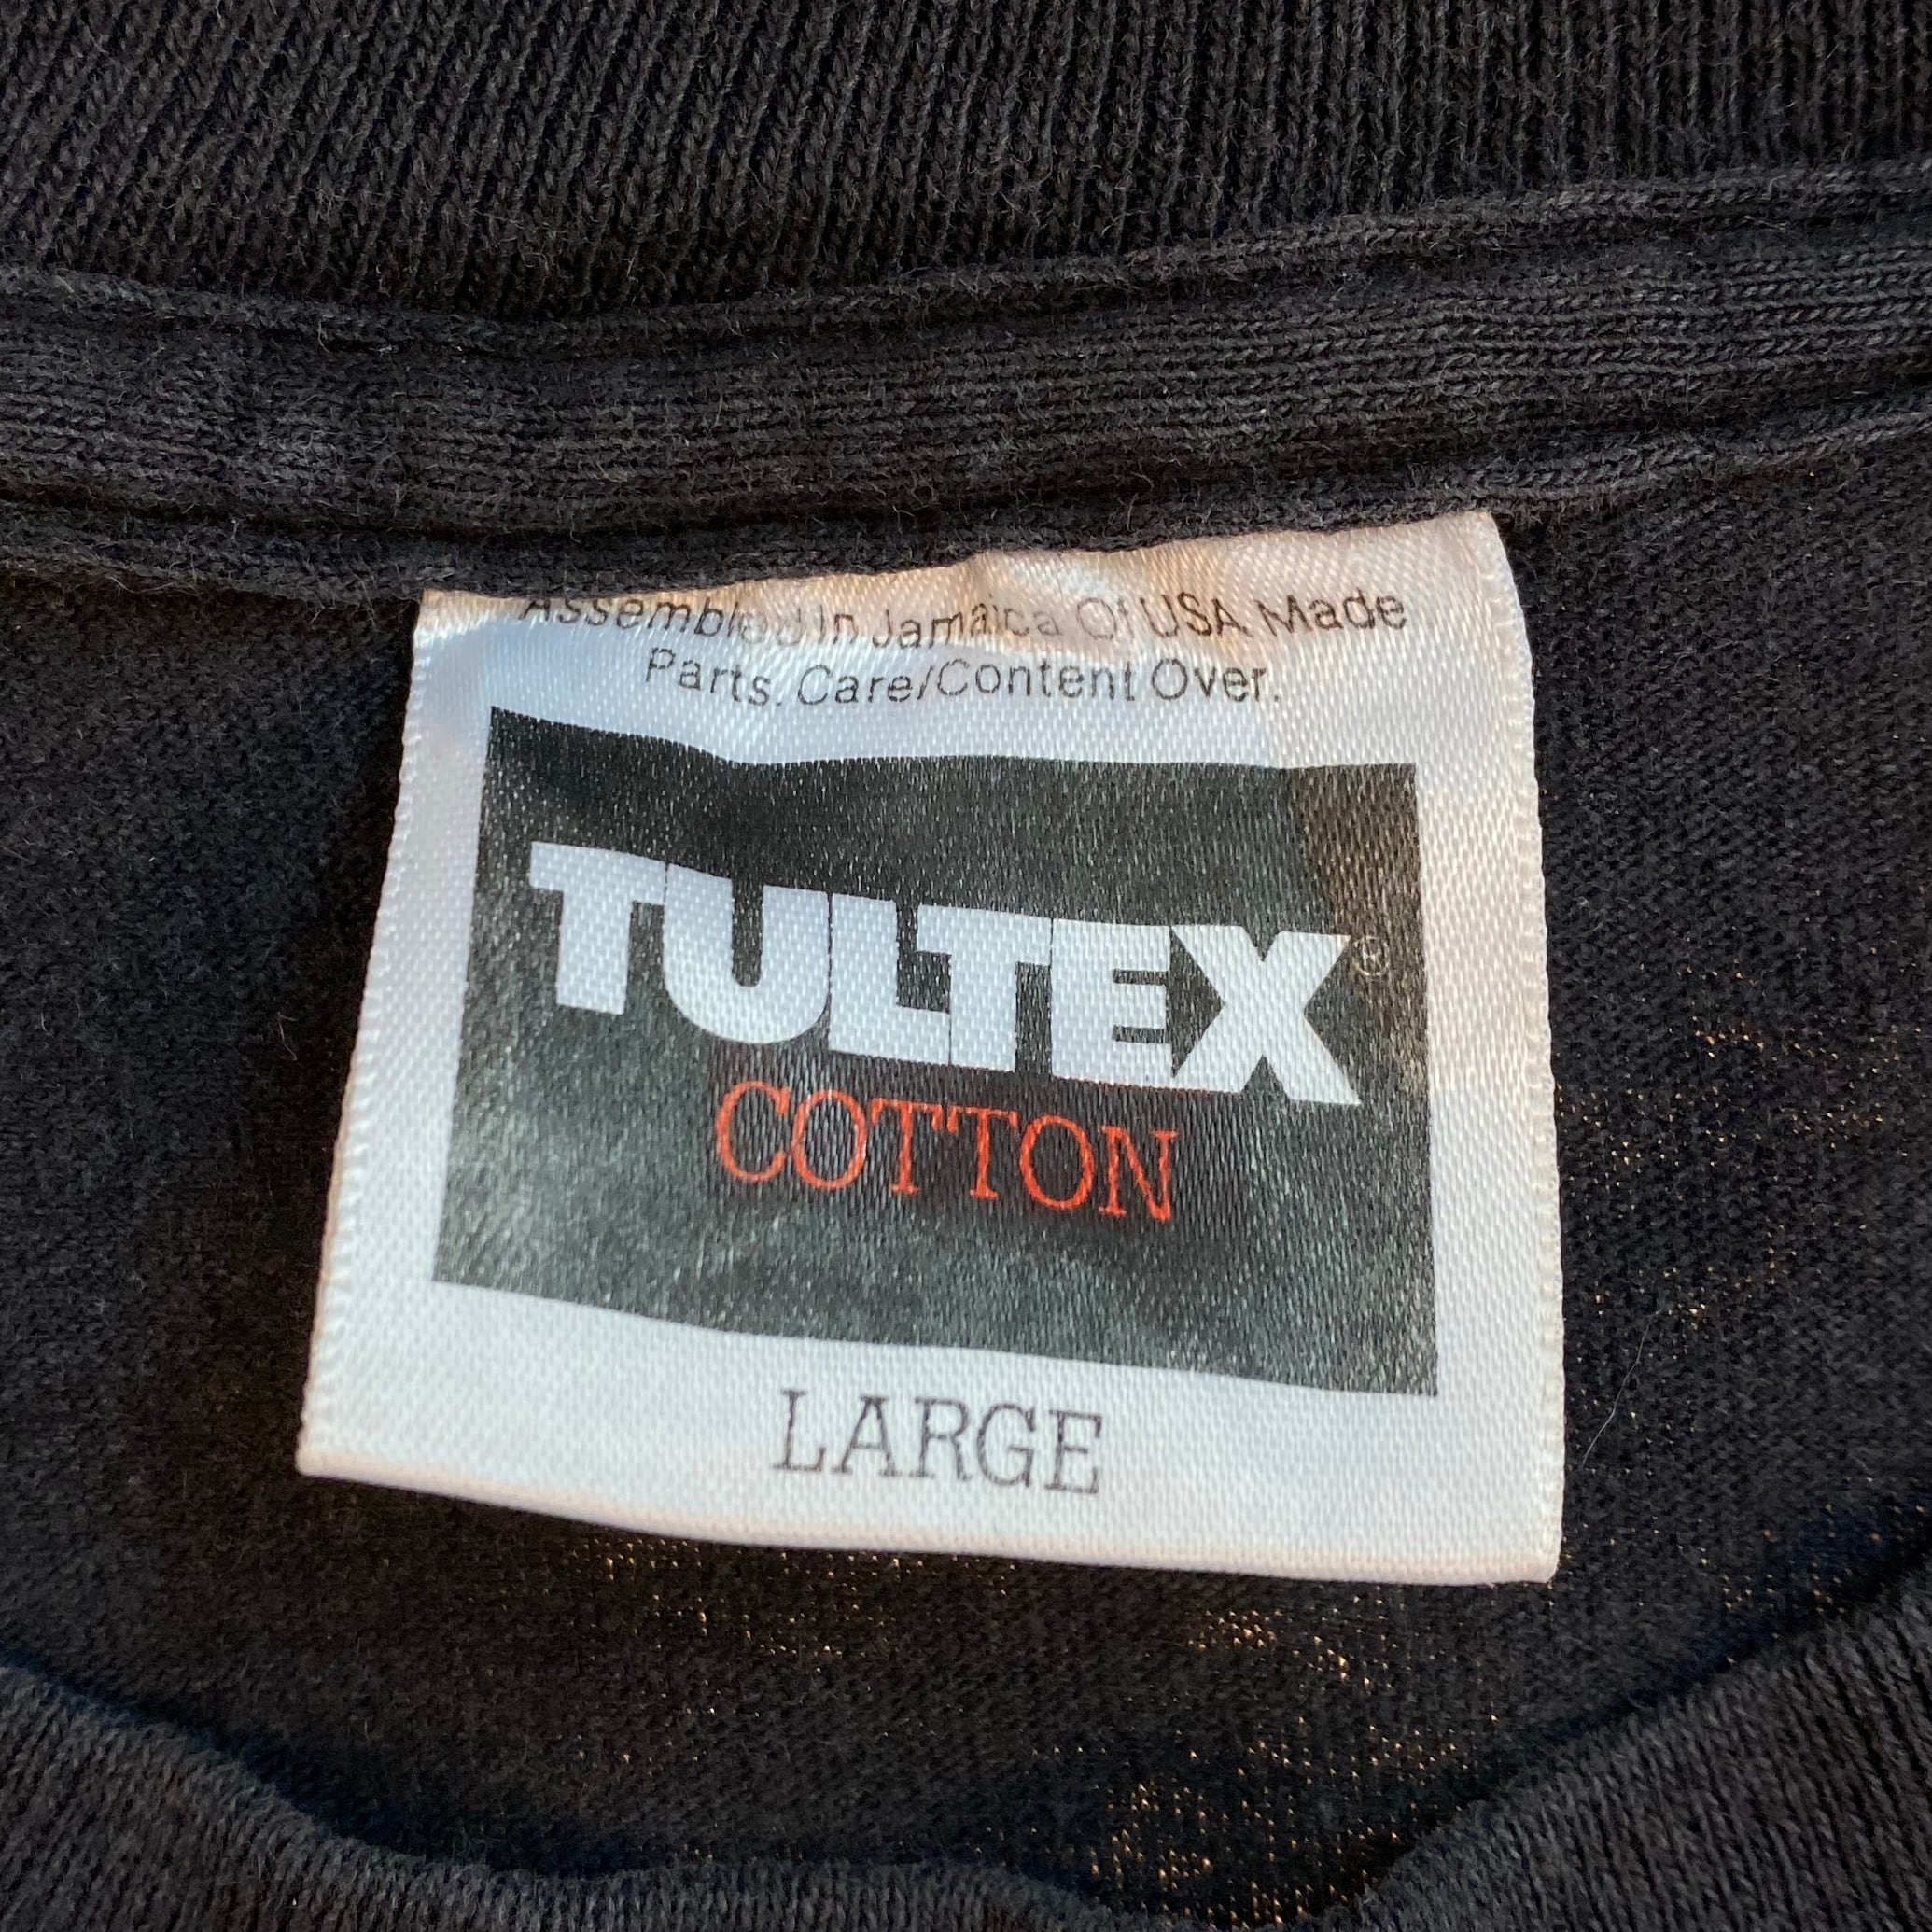 Assembled In Jamaica Of USA Made
Parts. Care/Content Over.
TULTEX®
COTTON
LARGE